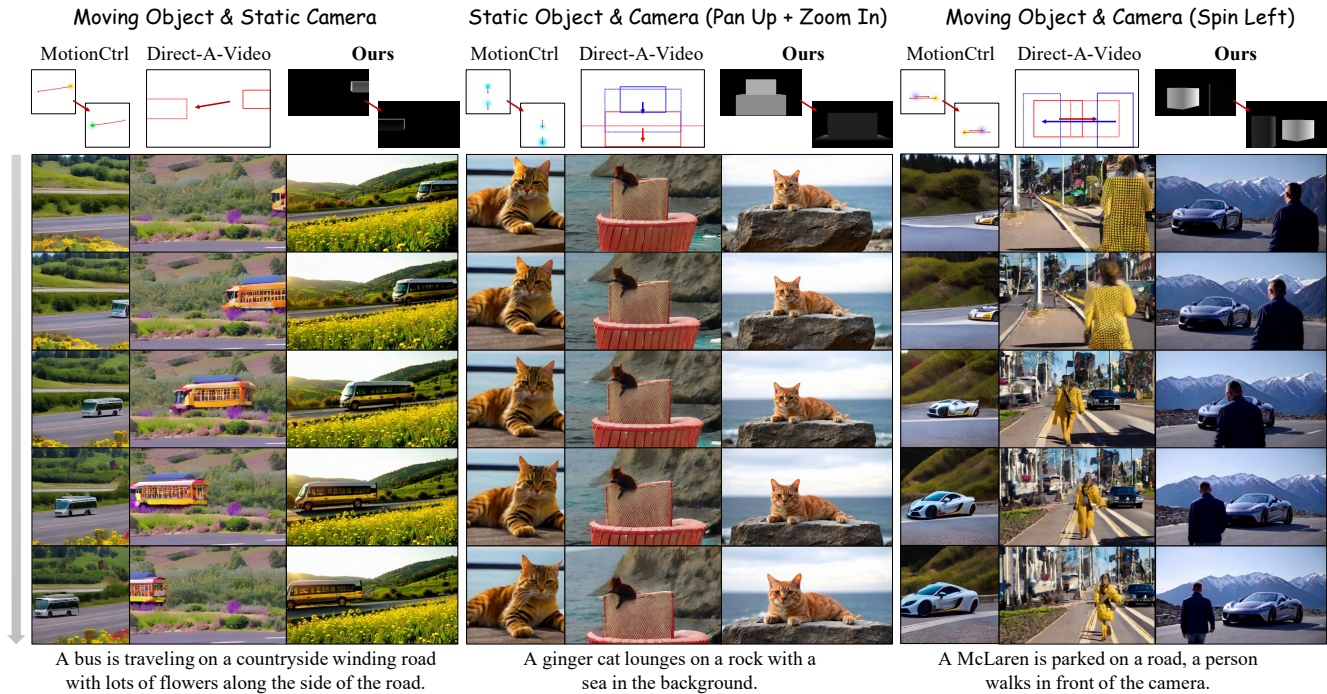 Moving Object & Static Camera
Static Object & Camera (Pan Up + Zoom In)
Moving Object & Camera (Spin Left)
MotionCtrl
Direct-A-Video
Ours
MotionCtrl
Direct-A-Video
Ours
MotionCtrl
Direct-A-Video
Ours
A bus is traveling on a countryside winding road
with lots of flowers along the side of the road.
A ginger cat lounges on a rock with a
sea in the background.
A McLaren is parked on a road, a person
walks in front of the camera.